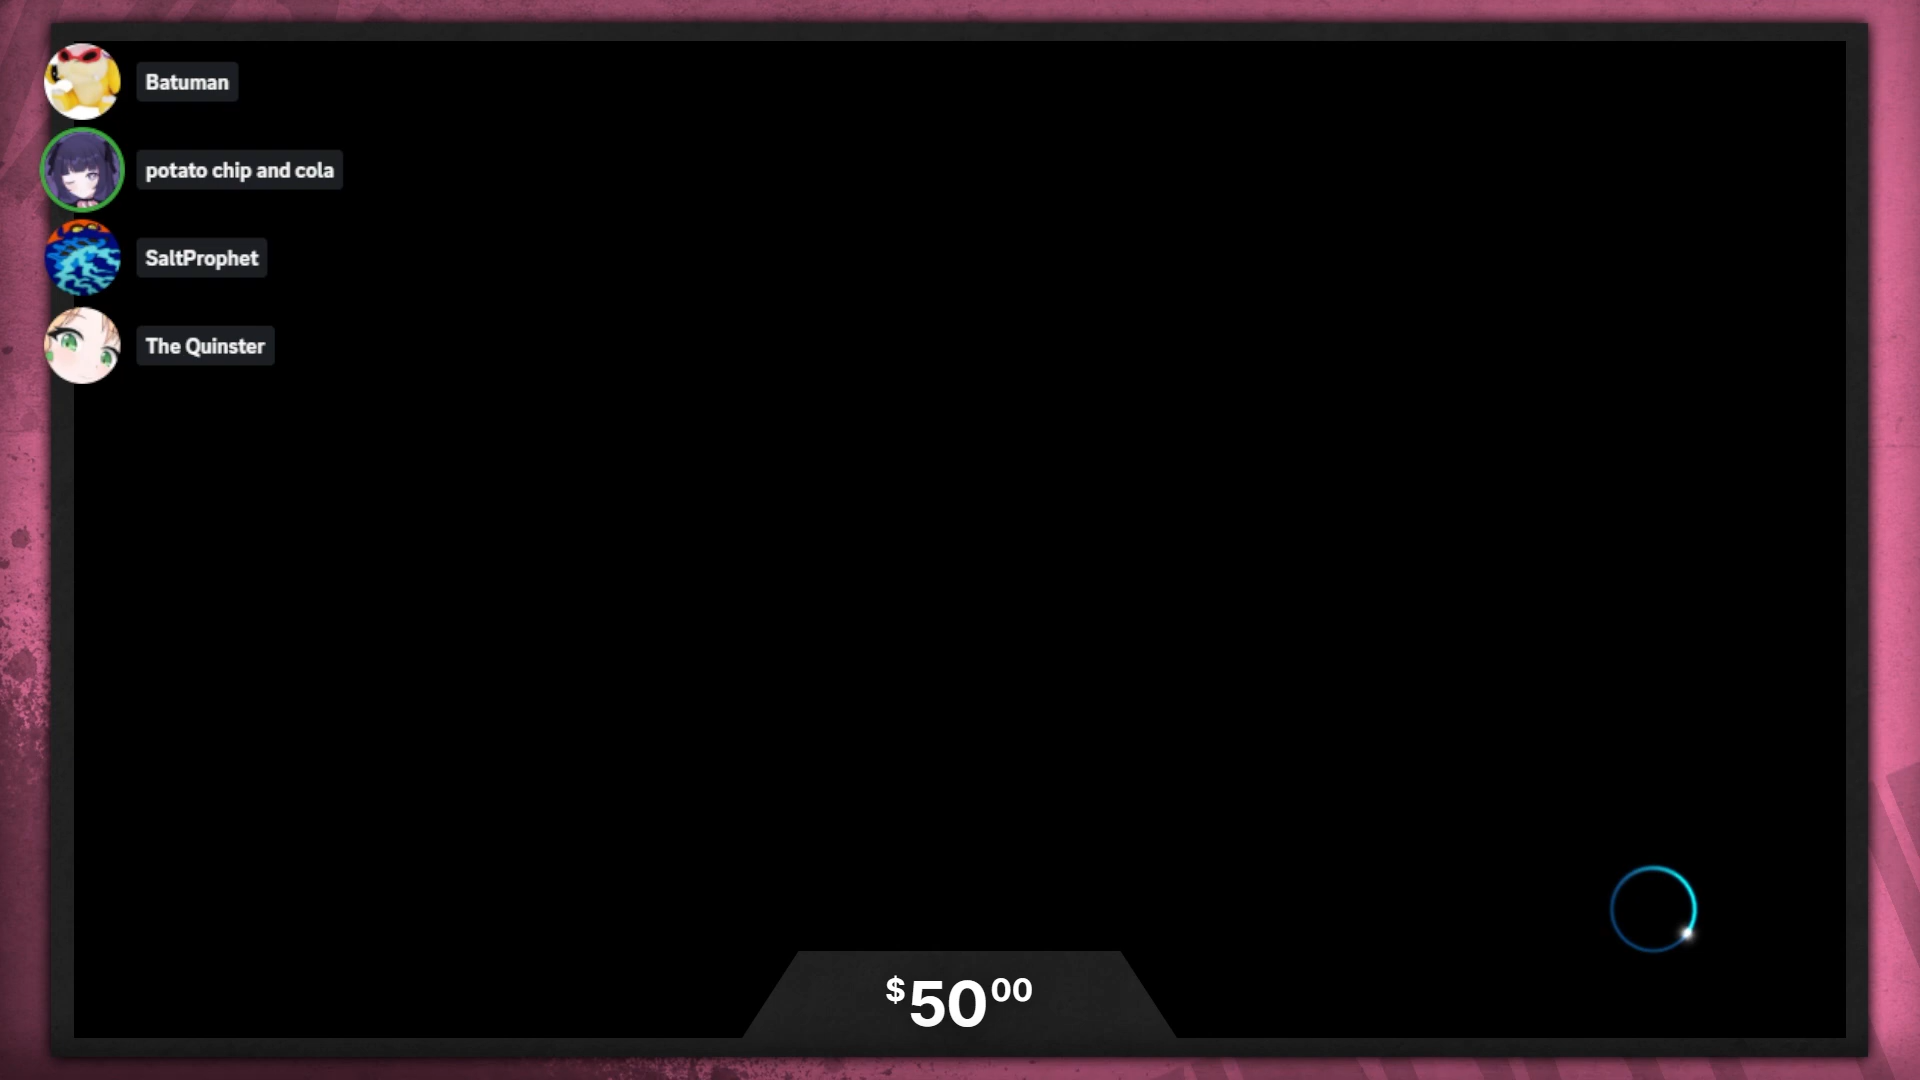 Batuman
potato chip and cola
SaltProphet
The Quinster
$5000